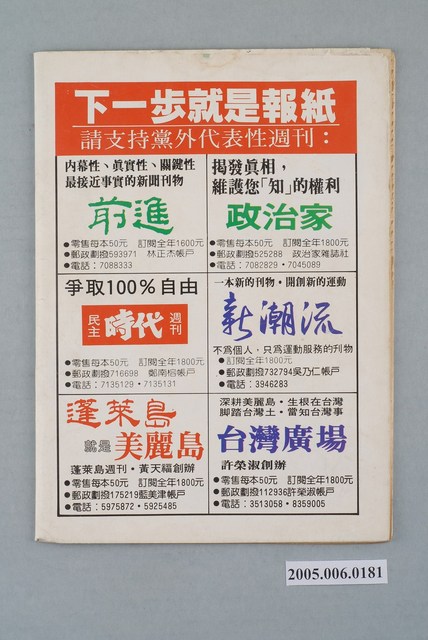 下一步就是報紙
請支持黨外代表性週刊：
內幕性、眞實性、關鍵性
最接近事實的新聞刊物
前進
●零售每本50元 訂閱全年1600元
●郵政劃撥593971 林正杰帳戶
●電話：7088333
揭發眞相，
維護您「知」的權利
政治家
●零售每本50元 訂閱全年1800元
●郵政劃撥525288 政治家雜誌社
●電話：7082829・7045089
爭取100%自由
民主時代週刊
●零售每本50元 訂閱全年1800元
●郵政劃撥716698 鄭南榕帳戶
●電話：7135129・7135131
一本新的刊物・開創新的運動
新潮流
不爲個人，只爲運動服務的刋物
●訂閱全年1800元
●郵政劃撥732794吳乃仁帳戶
●電話：3946283
蓬萊島
就是美麗島
蓬萊島週刊・黃天福創辦
●零售每本50元 訂閱全年1800元
●郵政劃撥175219藍美津帳戶
●電話：5975872・5925485
深耕美麗島・生根在台灣
脚踏台灣土・當知台灣事
台灣廣場
許榮淑創辦
●零售每本50元 訂閱全年1800元
●郵政劃撥112936許榮淑帳戶
●電話：3513058・8359005
2005.006.0181